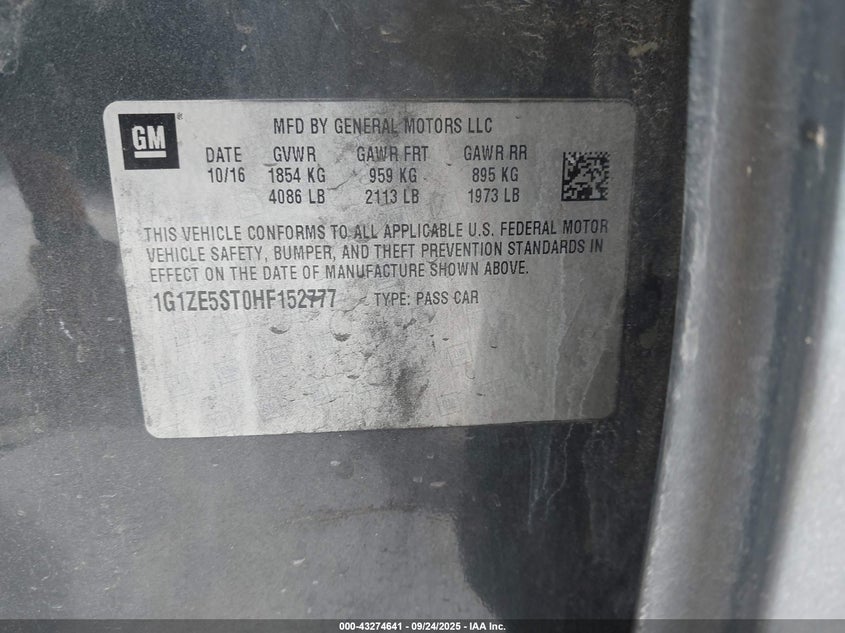 GM
MFD BY GENERAL MOTORS LLC
DATE GVWR GAWR FRT GAWR RR
10/16 1854 KG 959 KG 895 KG
4086 LB 2113 LB 1973 LB
THIS VEHICLE CONFORMS TO ALL APPLICABLE U.S. FEDERAL MOTOR
VEHICLE SAFETY, BUMPER, AND THEFT PREVENTION STANDARDS IN
EFFECT ON THE DATE OF MANUFACTURE SHOWN ABOVE.
1G1ZE5ST0HF152777 TYPE: PASS CAR
000-43274641 - 09/24/2025 - IAA Inc.